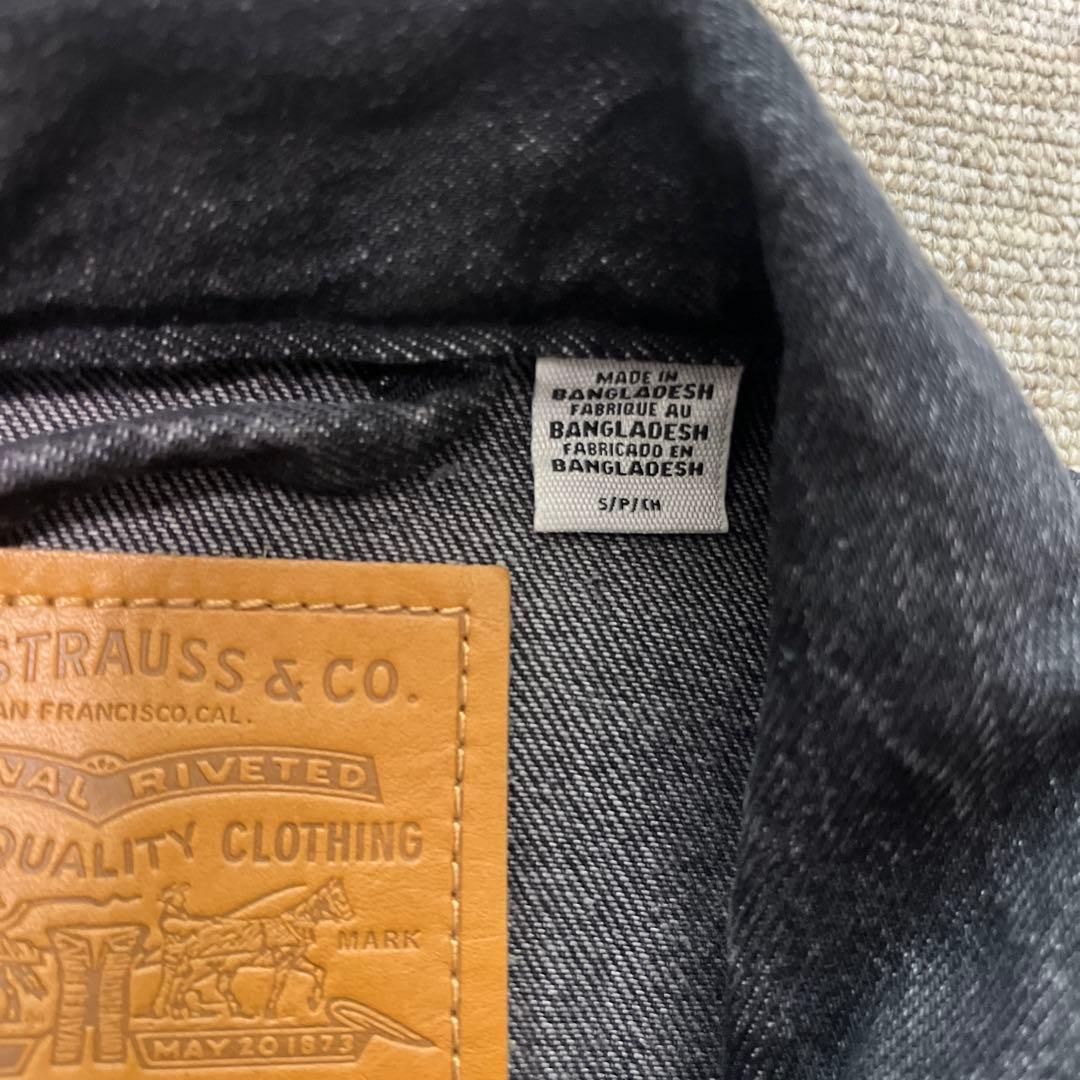 MADE IN
BANGLADESH
FABRIQUE AU
BANGLADESH
FABRICADO EN
BANGLADESH
S/P/CH
STRAUSS & CO.
AN FRANCISCO, CAL.
NAL RIVETED
QUALITY CLOTHING
MARK
MAY 20 1873